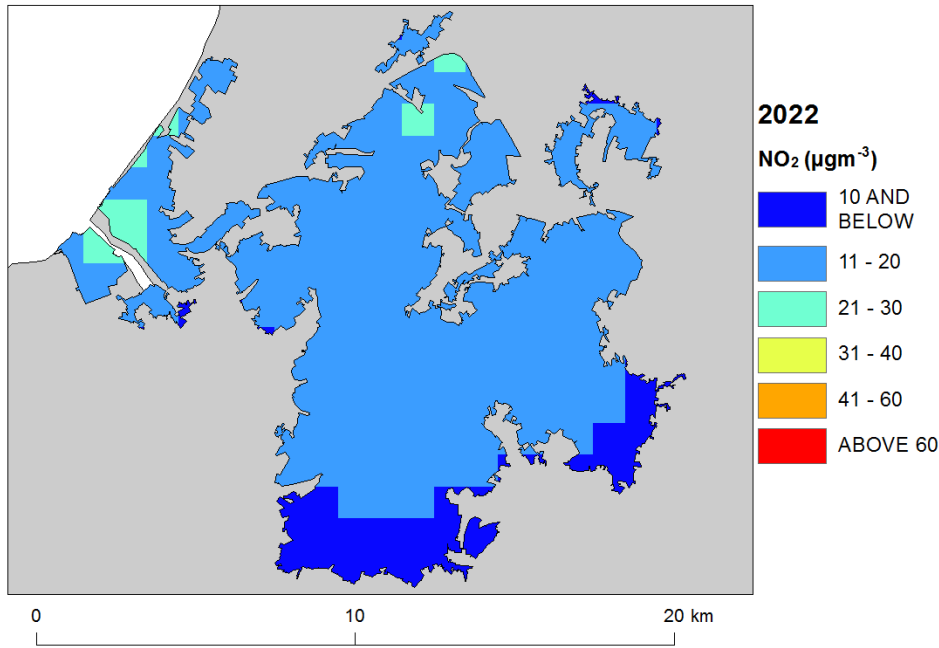 2022
NO₂ (µgm⁻³)
10 AND
BELOW
11 - 20
21 - 30
31 - 40
41 - 60
ABOVE 60
0 10 20 km